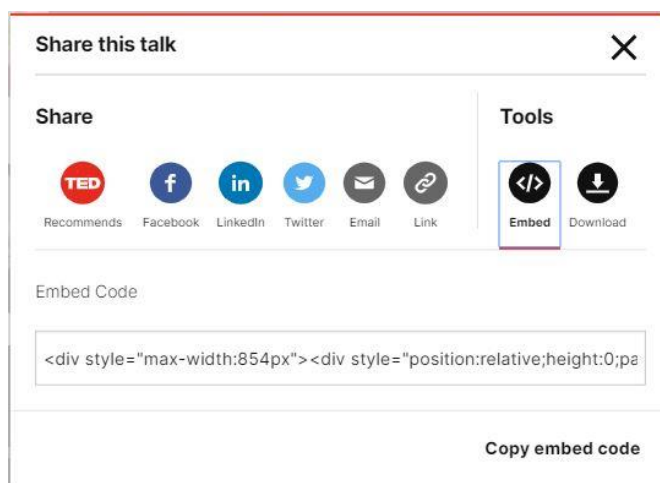 Share this talk
Share
Tools
TED
f
in
Recommends Facebook LinkedIn Twitter Email Link
</>
Embed Download
Embed Code
<div style="max-width:854px"><div style="position:relative;height:0;pa
Copy embed code